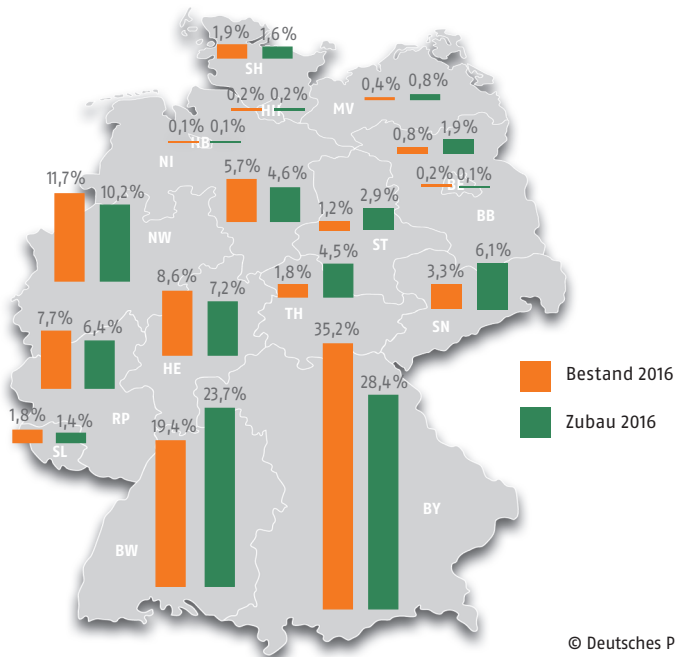 1,9% 1,6%
SH
0,2% 0,2%
HH
0,4% 0,8%
MV
0,1% 0,1%
HB
NI
0,8% 1,9%
0,2% 0,1%
BB
11,7% 10,2%
NW
5,7% 4,6%
1,2% 2,9%
ST
8,6% 7,2%
HE
1,8% 4,5%
TH
3,3% 6,1%
SN
7,7% 6,4%
RP
1,8% 1,4%
SL
19,4% 23,7%
BW
35,2% 28,4%
BY
Bestand 2016
Zubau 2016
© Deutsches P